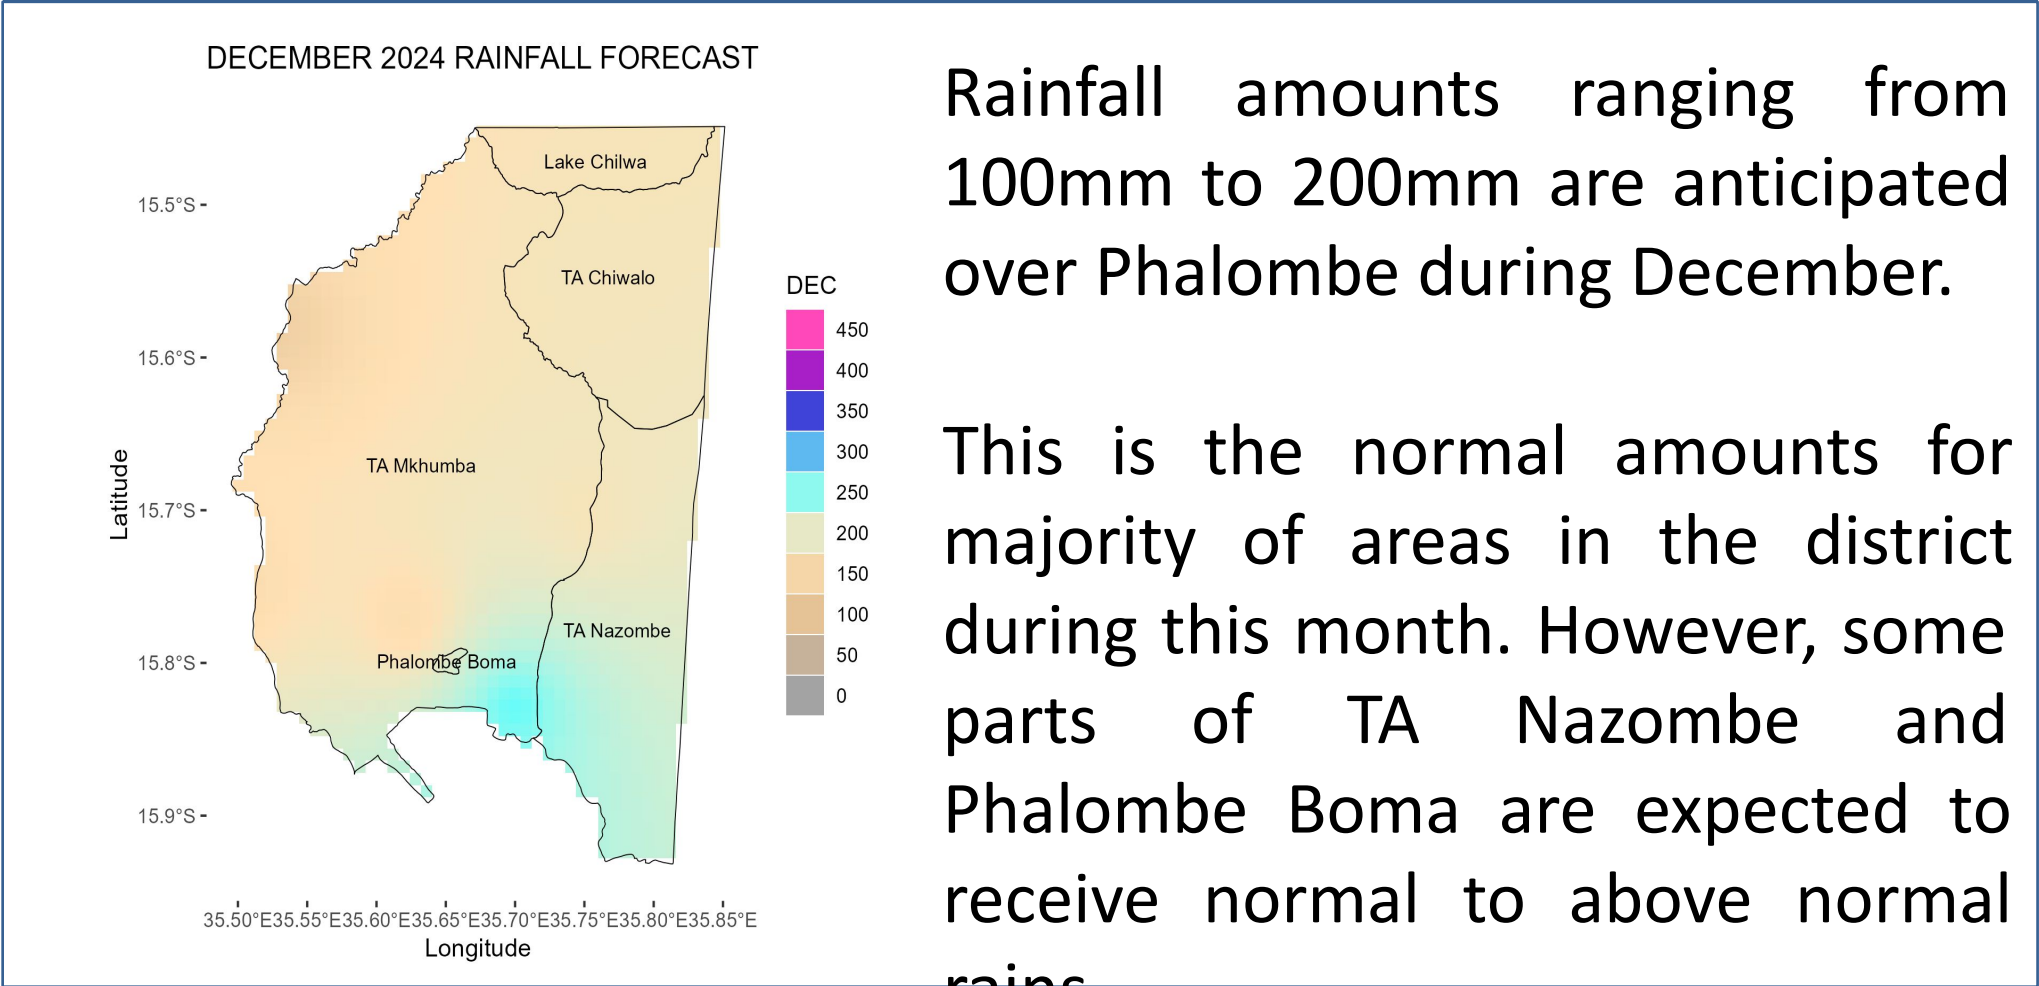 DECEMBER 2024 RAINFALL FORECAST
Lake Chilwa
15.5°S
TA Chiwalo
15.6°S
TA Mkhumba
15.7°S
TA Nazombe
Phalombe Boma
15.8°S
15.9°S
Latitude
35.50°E35.55°E35.60°E35.65°E35.70°E35.75°E35.80°E35.85°E
Longitude
DEC
450
400
350
300
250
200
150
100
50
0
Rainfall amounts ranging from
100mm to 200mm are anticipated
over Phalombe during December.
This is the normal amounts for
majority of areas in the district
during this month. However, some
parts of TA Nazombe and
Phalombe Boma are expected to
receive normal to above normal
rains